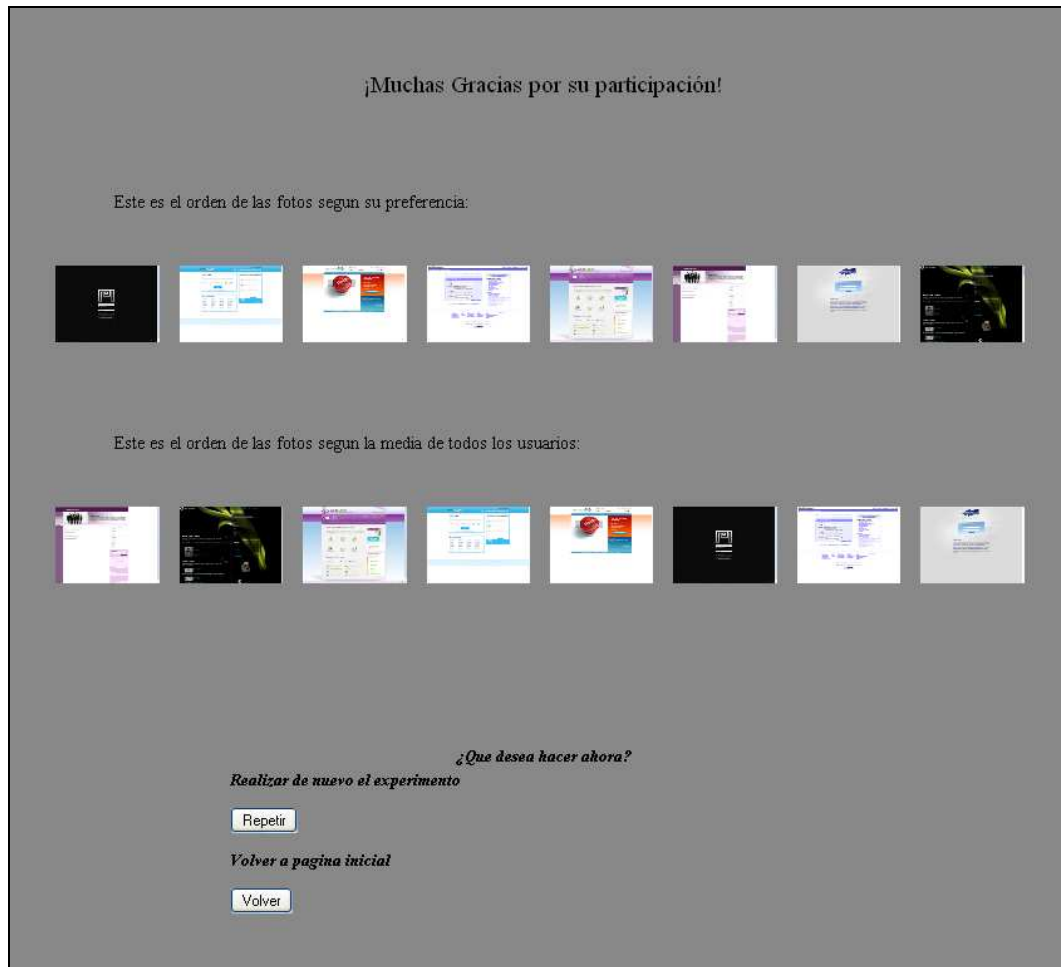 ¡Muchas Gracias por su participación!
Este es el orden de las fotos segun su preferencia:
Este es el orden de las fotos segun la media de todos los usuarios:
¿Que desea hacer ahora?
Realizar de nuevo el experimento
Repetir
Volver a pagina inicial
Volver